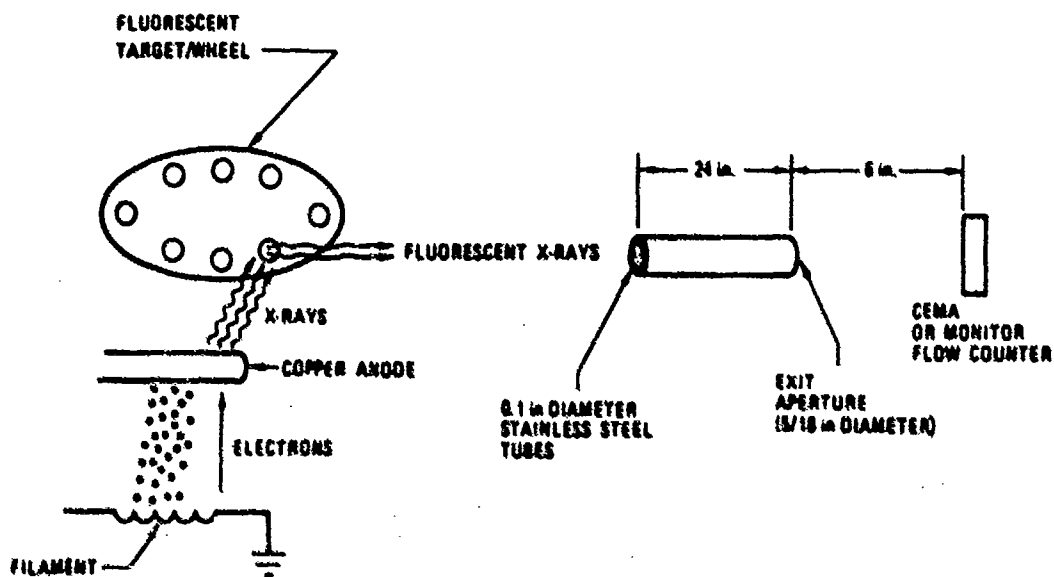 FLUORESCENT
TARGET/WHEEL
24 in.
6 in.
FLUORESCENT X-RAYS
X-RAYS
CEMA
OR MONITOR
FLOW COUNTER
COPPER ANODE
0.1 in DIAMETER
STAINLESS STEEL
TUBES
EXIT
APERTURE
(5/16 in DIAMETER)
ELECTRONS
FILAMENT